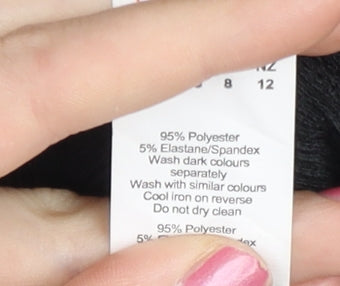 NZ
8 12
95% Polyester
5% Elastane/Spandex
Wash dark colours
separately
Wash with similar colours
Cool iron on reverse
Do not dry clean
95% Polyester
5%